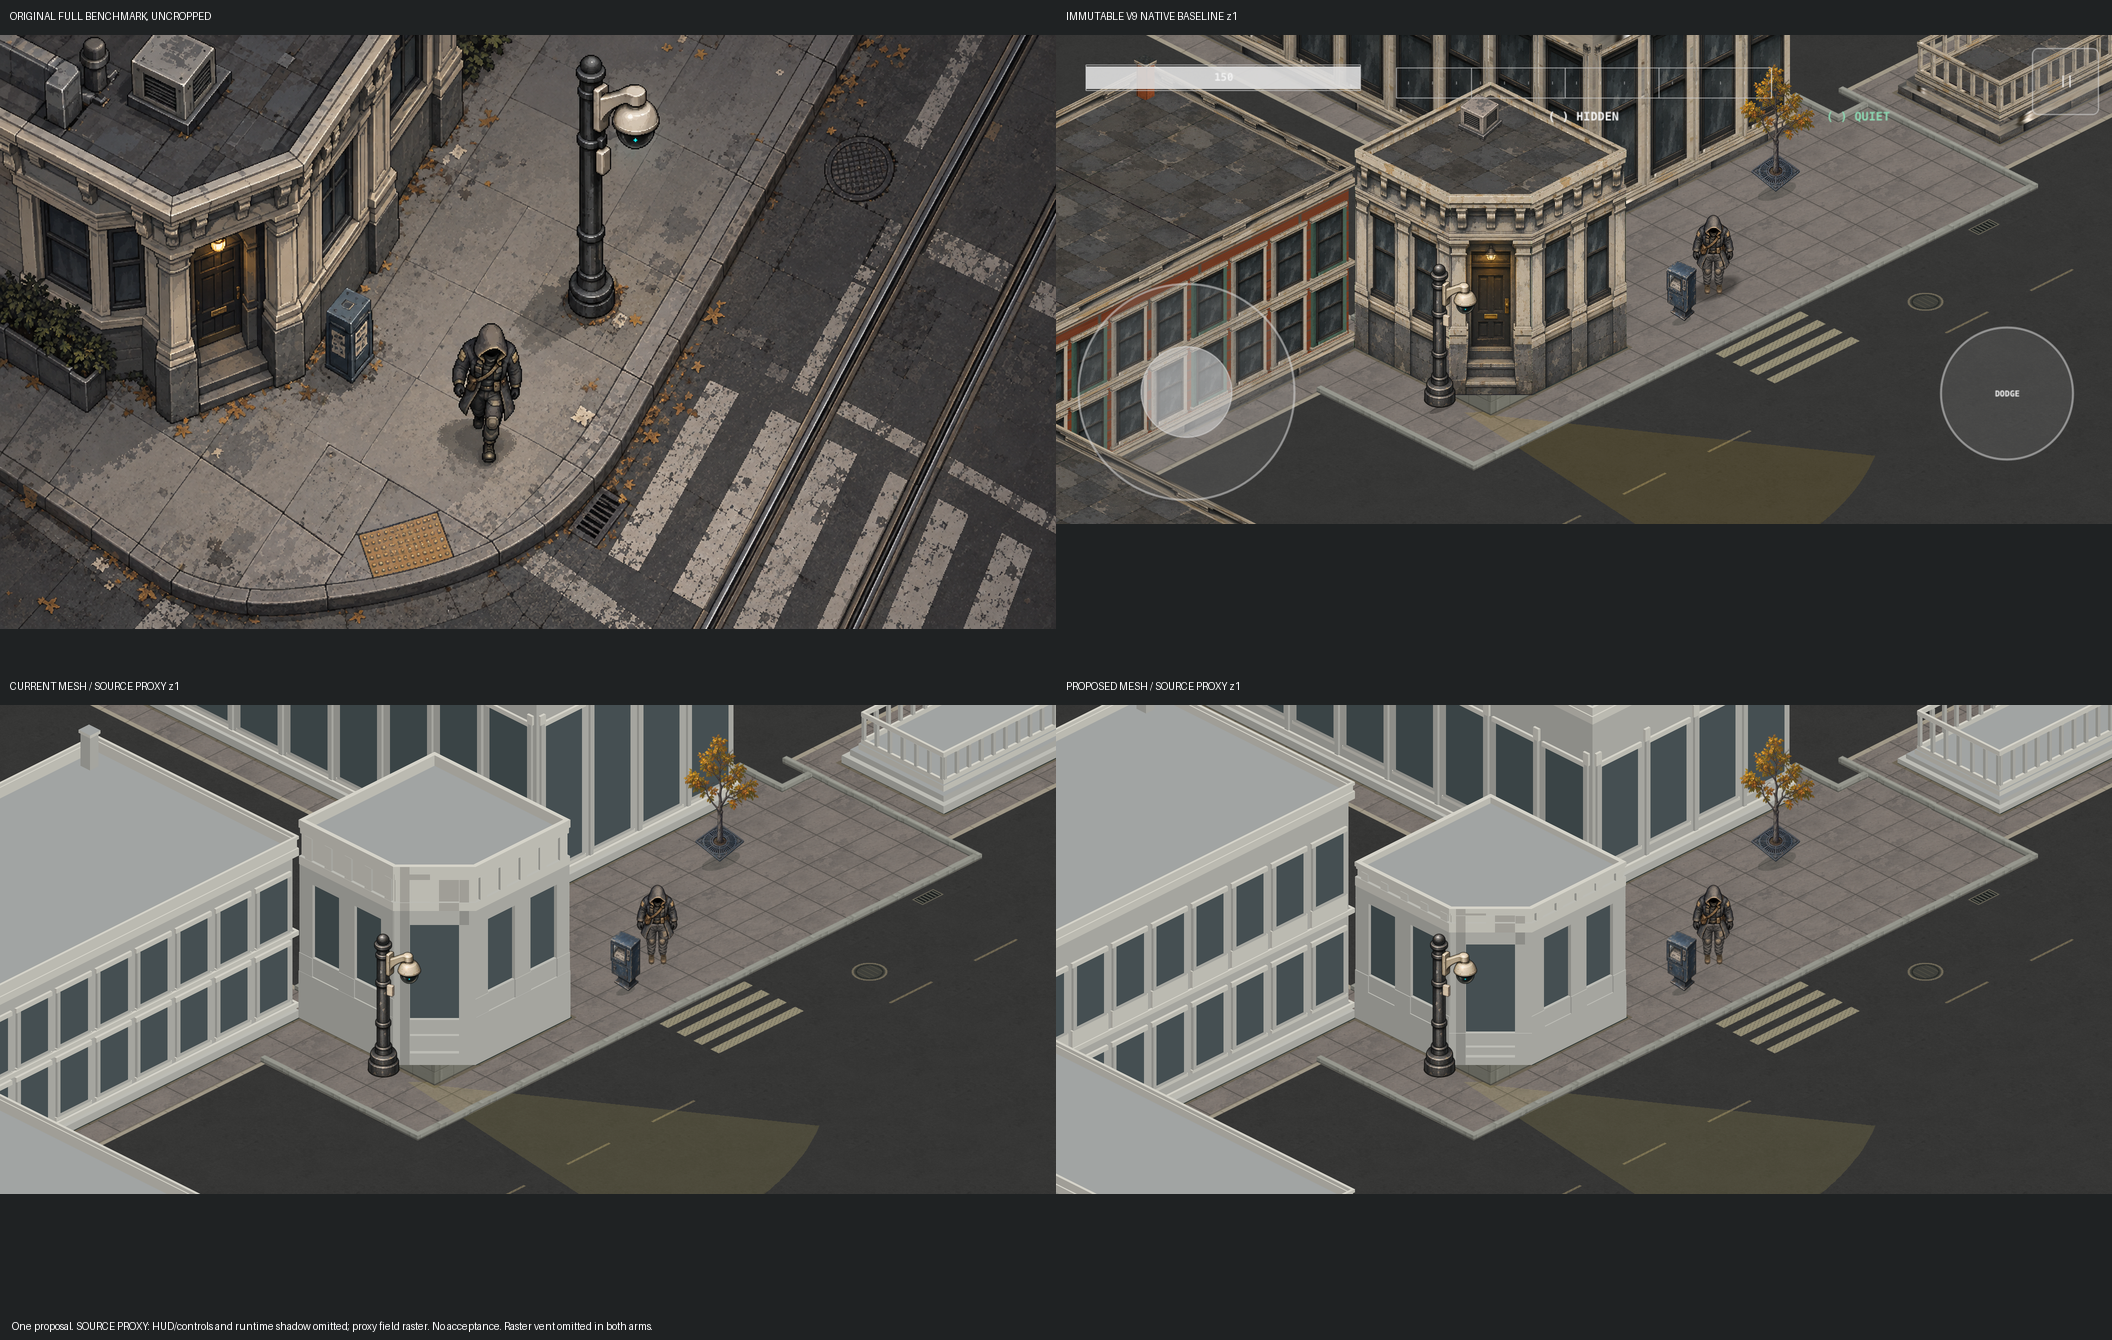 ORIGINAL FULL BENCHMARK, UNCROPPED
IMMUTABLE V9 NATIVE BASELINE z1
150
( ) HIDDEN
( ) QUIET
DODGE
CURRENT MESH / SOURCE PROXY z1
PROPOSED MESH / SOURCE PROXY z1
One proposal. SOURCE PROXY: HUD/controls and runtime shadow omitted; proxy field raster. No acceptance. Raster vent omitted in both arms.